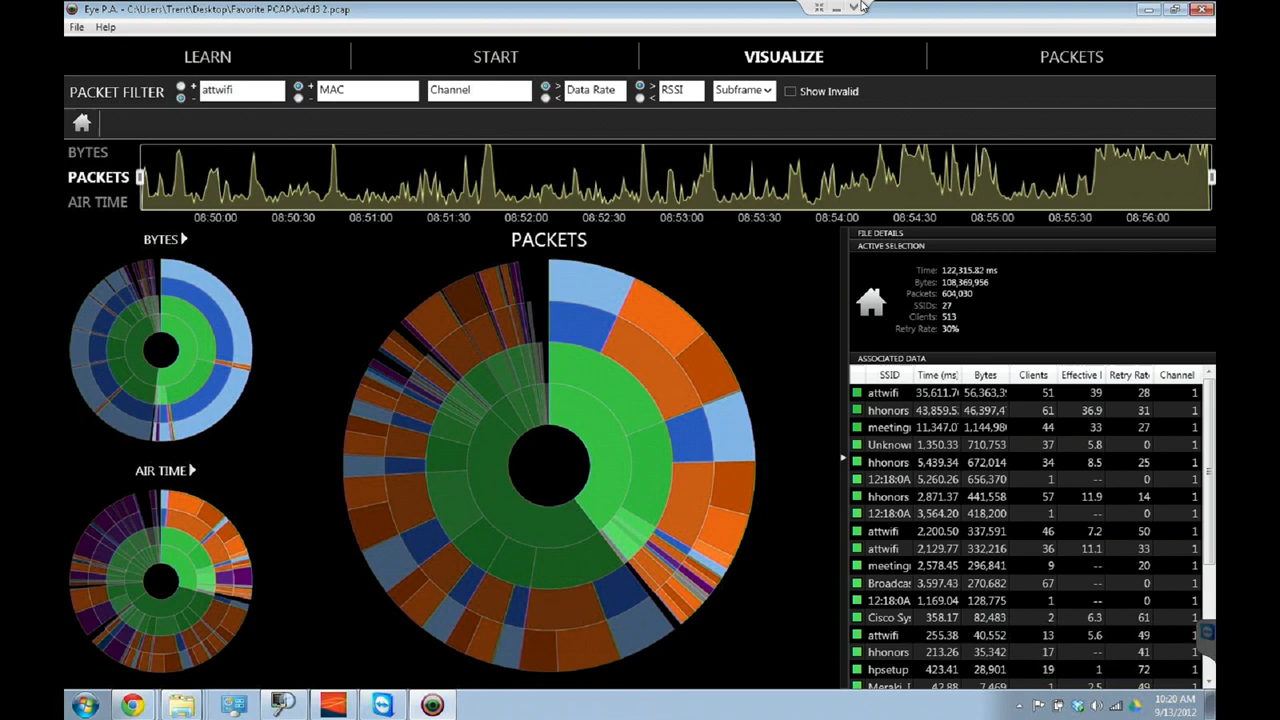 Eye P.A. - C:\Users\Trent\Desktop\Favorite PCAPs\wfd3 2.pcap
File Help
LEARN START VISUALIZE PACKETS
PACKET FILTER + - attwifi + - MAC Channel > < Data Rate > < RSSI Subframe Show Invalid
BYTES
PACKETS
AIR TIME
08:50:00 08:50:30 08:51:00 08:51:30 08:52:00 08:52:30 08:53:00 08:53:30 08:54:00 08:54:30 08:55:00 08:55:30 08:56:00
BYTES
PACKETS
AIR TIME
FILE DETAILS
ACTIVE SELECTION
Time: 122,315.82 ms
Bytes: 108,369,956
Packets: 604,030
SSIDs: 27
Clients: 513
Retry Rate: 30%
ASSOCIATED DATA
SSID Time (ms) Bytes Clients Effective Retry Rate Channel
attwifi 35,611.7 56,363,3 51 39 28 1
hhonors 43,859.5 46,397,4 61 36.9 31 1
meeting 11,347.0 1,144,98 44 33 27 1
Unknow 1,350.33 710,753 37 5.8 0 1
hhonors 5,439.34 672,014 34 8.5 25 1
12:18:0A 5,260.26 656,370 1 -- 0 1
hhonors 2,871.37 441,558 57 11.9 14 1
12:18:0A 3,564.20 418,200 1 -- 0 1
attwifi 2,200.50 337,591 46 7.2 50 1
attwifi 2,129.77 332,216 36 11.1 33 1
meeting 2,578.45 296,841 9 -- 20 1
Broadca 3,597.43 270,682 67 -- 0 1
12:18:0A 1,169.04 128,775 1 -- 0 1
Cisco Sy 358.17 82,483 2 6.3 61 1
attwifi 255.38 40,552 13 5.6 49 1
hhonors 213.26 35,342 17 -- 41 1
hpsetup 423.41 28,901 19 1 72 1
Meraki 42.88 7,469 1 2.5 49 1
10:20 AM
9/13/2012